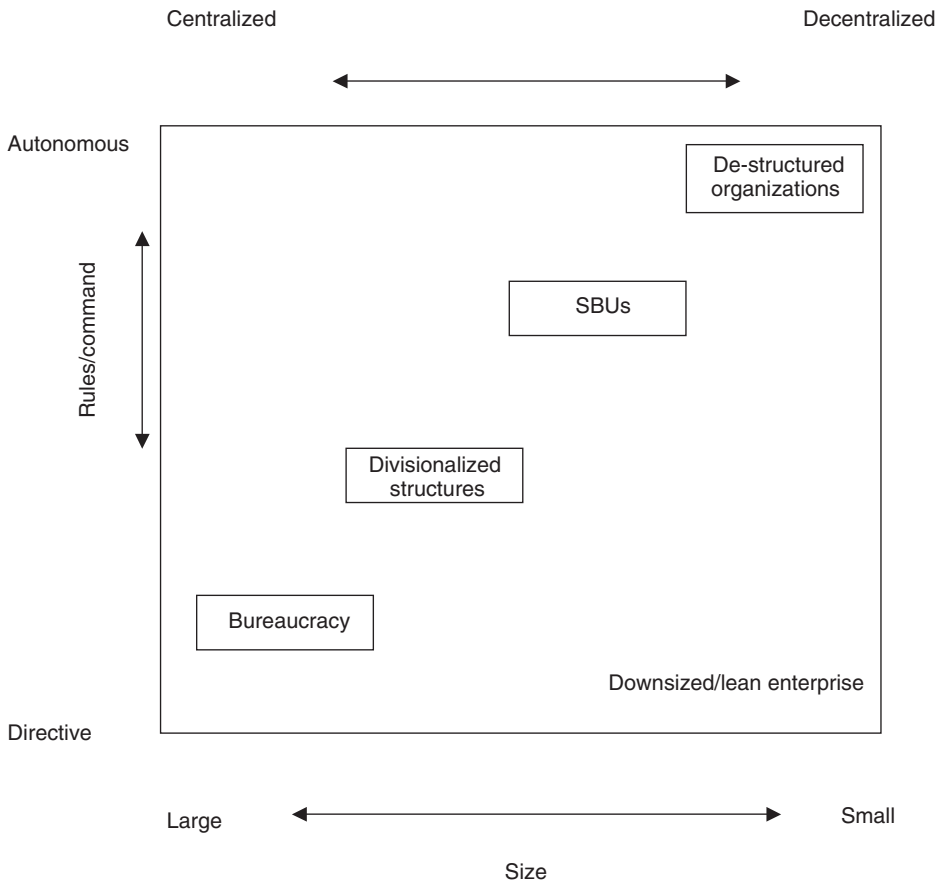 Centralized
Decentralized
Autonomous
De-structured
organizations
Rules/command
SBUs
Divisionalized
structures
Bureaucracy
Downsized/lean enterprise
Directive
Large
Small
Size